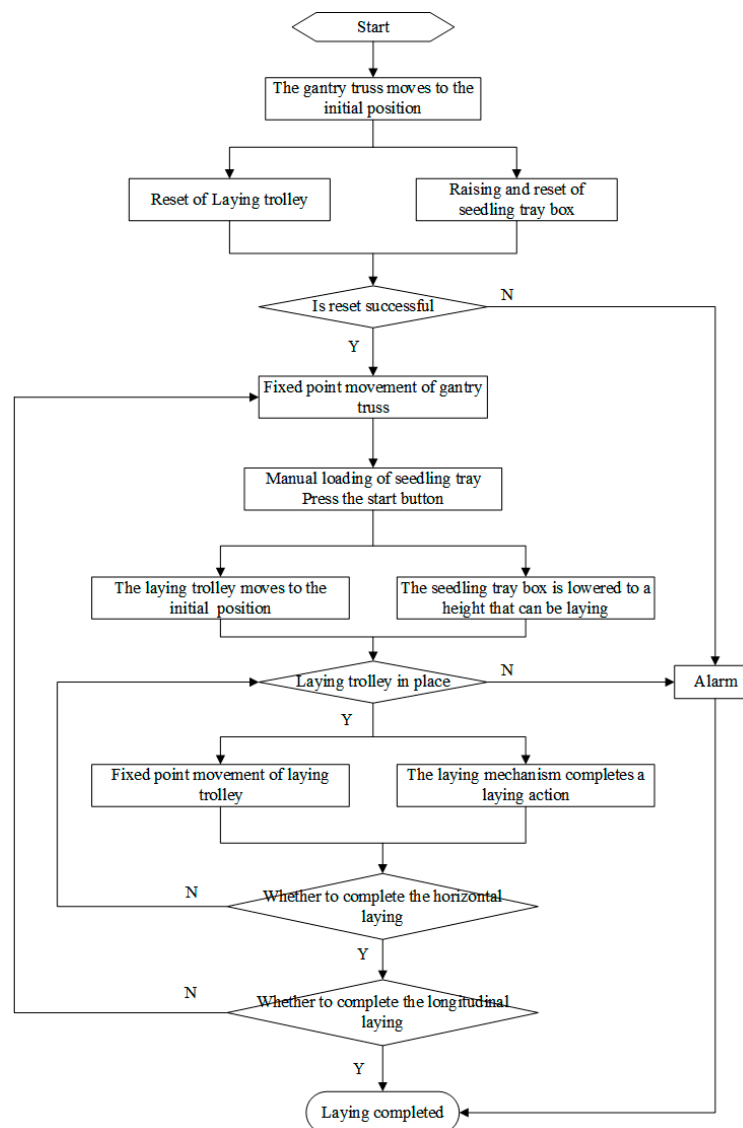 Start
The gantry truss moves to the
initial position
Reset of Laying trolley
Raising and reset of
seedling tray box
Is reset successful
N
Y
Fixed point movement of gantry
truss
Manual loading of seedling tray
Press the start button
The laying trolley moves to the
initial position
The seedling tray box is lowered to a
height that can be laying
Laying trolley in place
N
Alarm
Y
Fixed point movement of laying
trolley
The laying mechanism completes a
laying action
N
Whether to complete the horizontal
laying
Y
N
Whether to complete the longitudinal
laying
Y
Laying completed